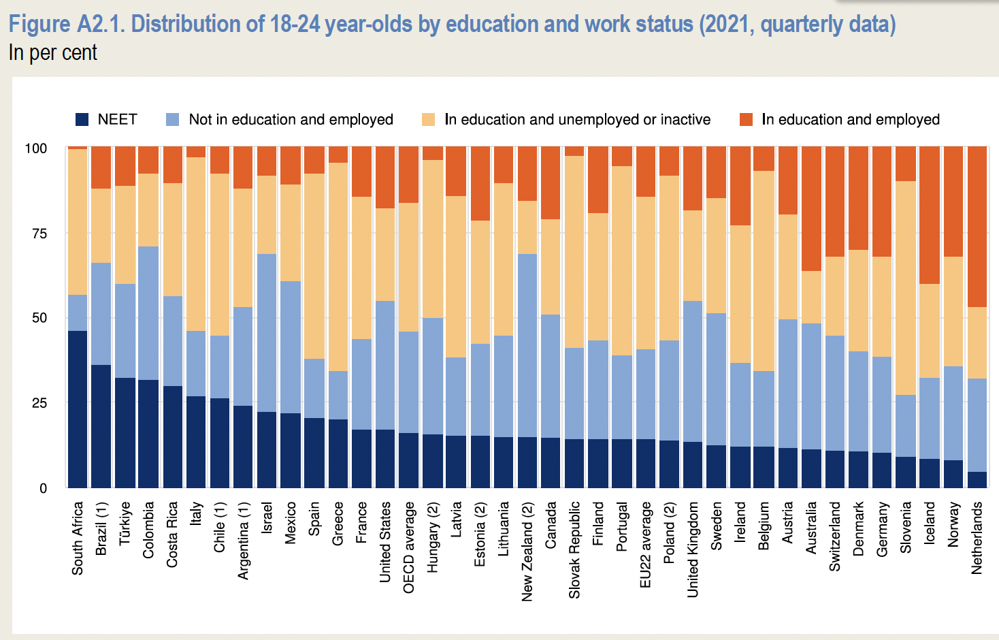 Figure A2.1. Distribution of 18-24 year-olds by education and work status (2021, quarterly data)
In per cent
NEET
Not in education and employed
In education and unemployed or inactive
In education and employed
100
75
50
25
0
South Africa
Brazil (1)
Türkiye
Colombia
Costa Rica
Italy
Chile (1)
Argentina (1)
Israel
Mexico
Spain
Greece
France
United States
OECD average
Hungary (2)
Latvia
Estonia (2)
Lithuania
New Zealand (2)
Canada
Slovak Republic
Finland
Portugal
EU22 average
Poland (2)
United Kingdom
Sweden
Ireland
Belgium
Austria
Australia
Switzerland
Denmark
Germany
Slovenia
Iceland
Norway
Netherlands